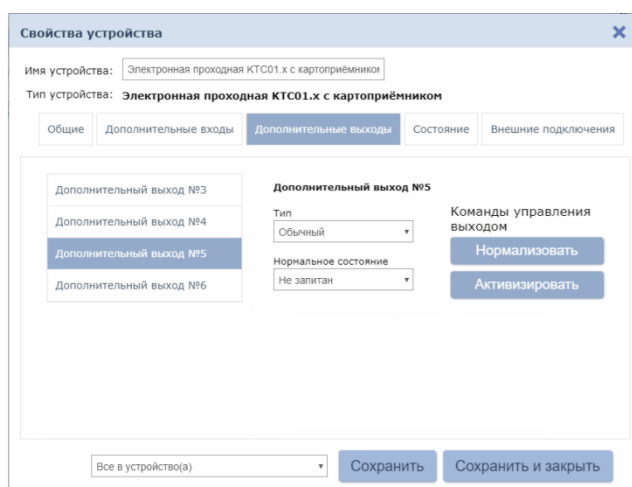 Свойства устройства
Имя устройства: Электронная проходная КТС01.x с картоприёмником
Тип устройства: Электронная проходная КТС01.x с картоприёмником
Общие Дополнительные входы Дополнительные выходы Состояние Внешние подключения
Дополнительный выход №3
Дополнительный выход №4
Дополнительный выход №5
Дополнительный выход №6
Дополнительный выход №5
Тип
Обычный
Нормальное состояние
Не запитан
Команды управления
выходом
Нормализовать
Активизировать
Все в устройство(а)
Сохранить
Сохранить и закрыть